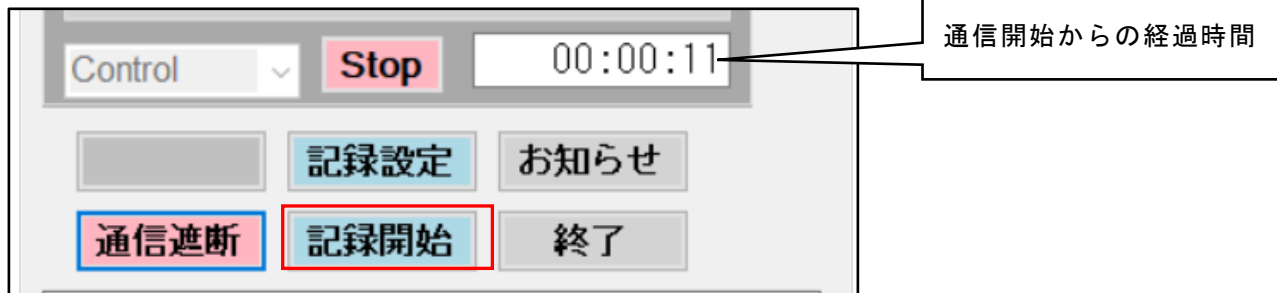 Control
Stop
00:00:11
通信開始からの経過時間
記録設定
お知らせ
通信遮断
記録開始
終了